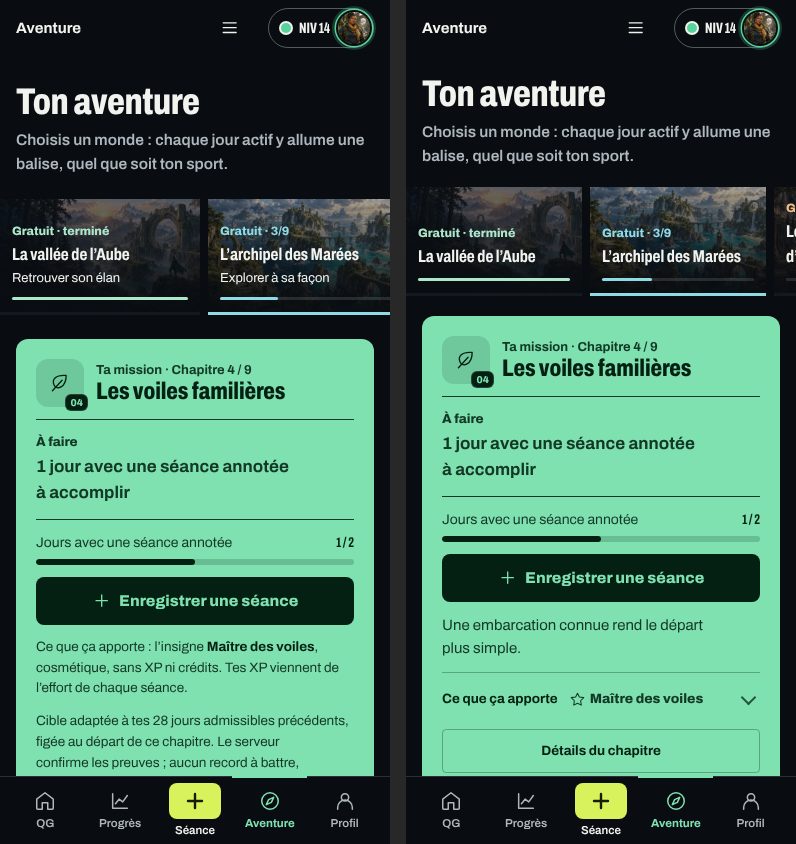 Aventure
NIV 14
Ton aventure
Choisis un monde : chaque jour actif y allume une
balise, quel que soit ton sport.
Gratuit · terminé
La vallée de l'Aube
Retrouver son élan
Gratuit · 3/9
L'archipel des Marées
Explorer à sa façon
04
Ta mission · Chapitre 4 / 9
Les voiles familières
À faire
1 jour avec une séance annotée
à accomplir
Jours avec une séance annotée 1/2
+ Enregistrer une séance
Ce que ça apporte : l'insigne Maître des voiles,
cosmétique, sans XP ni crédits. Tes XP viennent de
l'effort de chaque séance.
Cible adaptée à tes 28 jours admissibles précédents,
figée au départ de ce chapitre. Le serveur
confirme les preuves ; aucun record à battre,
QG
Progrès
Séance
Aventure
Profil
Aventure
NIV 14
Ton aventure
Choisis un monde : chaque jour actif y allume une
balise, quel que soit ton sport.
Gratuit · terminé
La vallée de l'Aube
Gratuit · 3/9
L'archipel des Marées
04
Ta mission · Chapitre 4 / 9
Les voiles familières
À faire
1 jour avec une séance annotée
à accomplir
Jours avec une séance annotée 1/2
+ Enregistrer une séance
Une embarcation connue rend le départ
plus simple.
Ce que ça apporte Maître des voiles
Détails du chapitre
QG
Progrès
Séance
Aventure
Profil